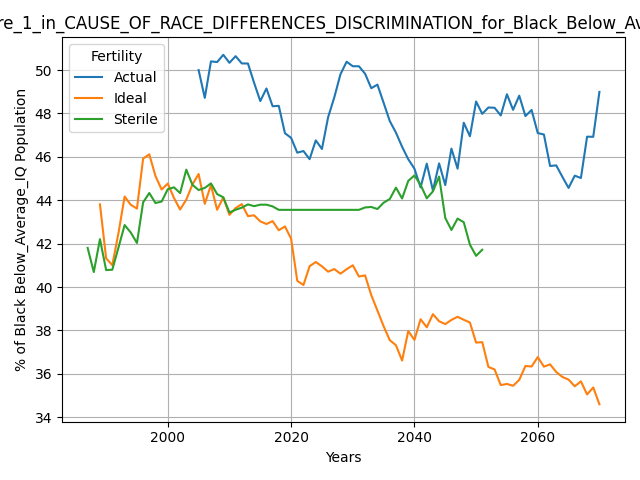 re_1_in_CAUSE_OF_RACE_DIFFERENCES_DISCRIMINATION_for_Black_Below_Av
Fertility
Actual
Ideal
Sterile
% of Black Below_Average_IQ Population
50
48
46
44
42
40
38
36
34
2000
2020
2040
2060
Years